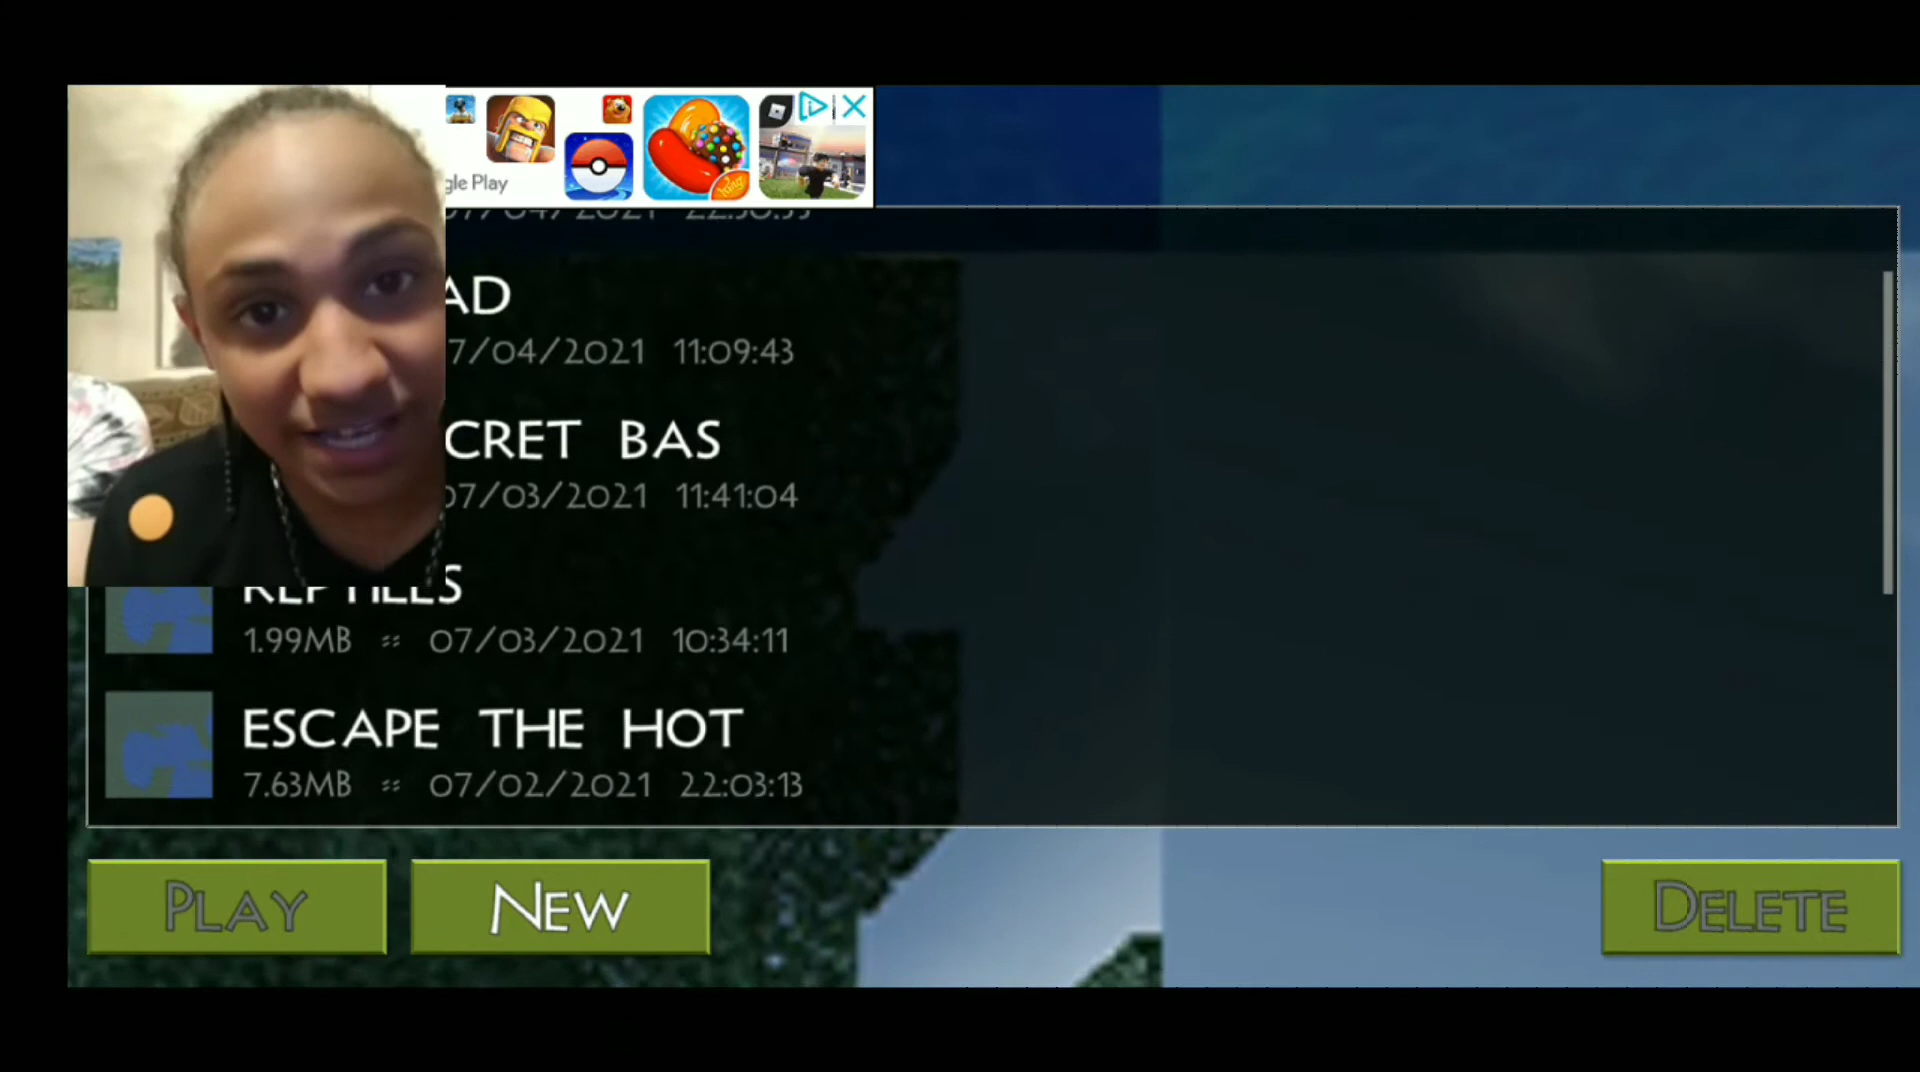 gle Play
King
AD
7/04/2021 11:09:43
CRET BAS
07/03/2021 11:41:04
REPTILES
1.99MB :: 07/03/2021 10:34:11
ESCAPE THE HOT
7.63MB :: 07/02/2021 22:03:13
PLAY
NEW
DELETE